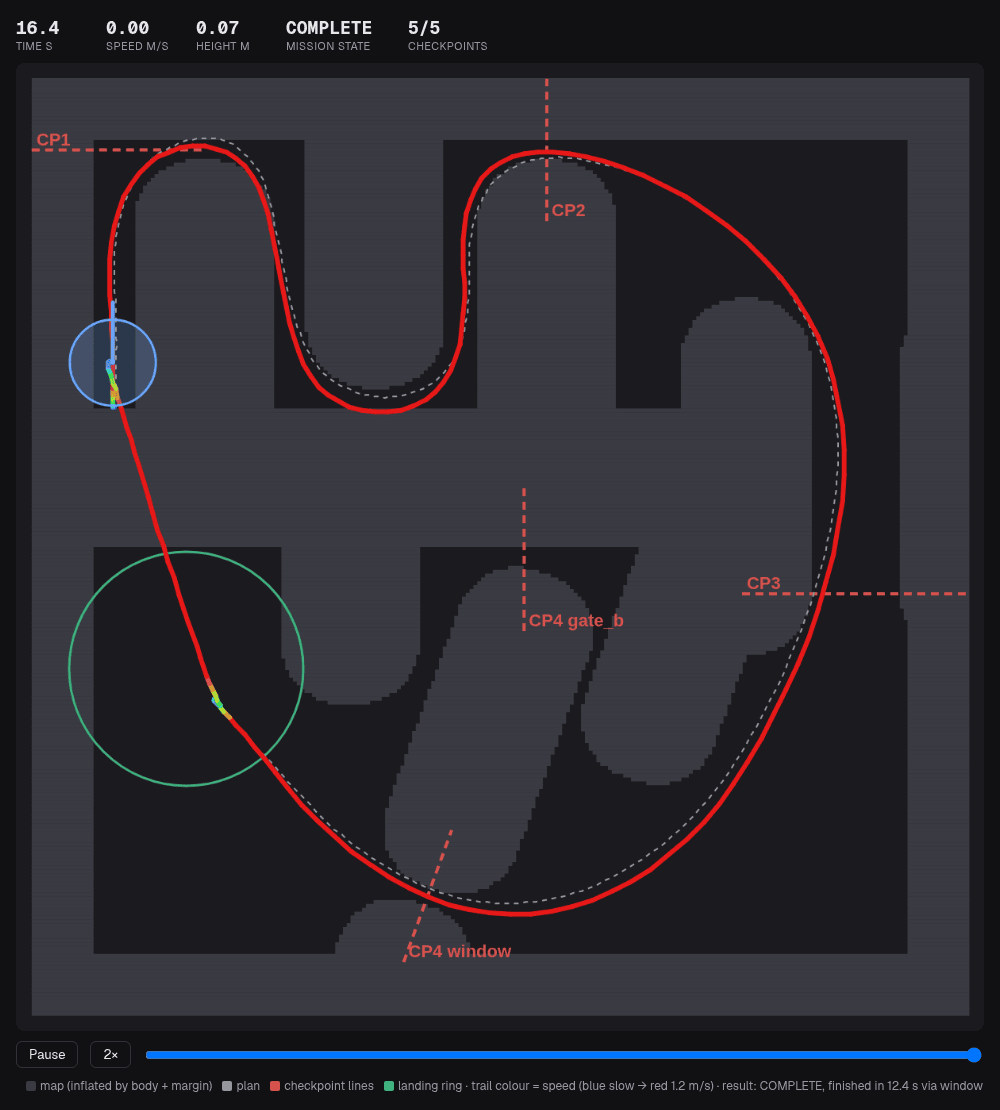 16.4 0.00 0.07 COMPLETE 5/5
TIME S SPEED M/S HEIGHT M MISSION STATE CHECKPOINTS
CP1
CP2
CP3
CP4 gate_b
CP4 window
Pause 2×
map (inflated by body + margin) plan checkpoint lines landing ring · trail colour = speed (blue slow → red 1.2 m/s) · result: COMPLETE, finished in 12.4 s via window